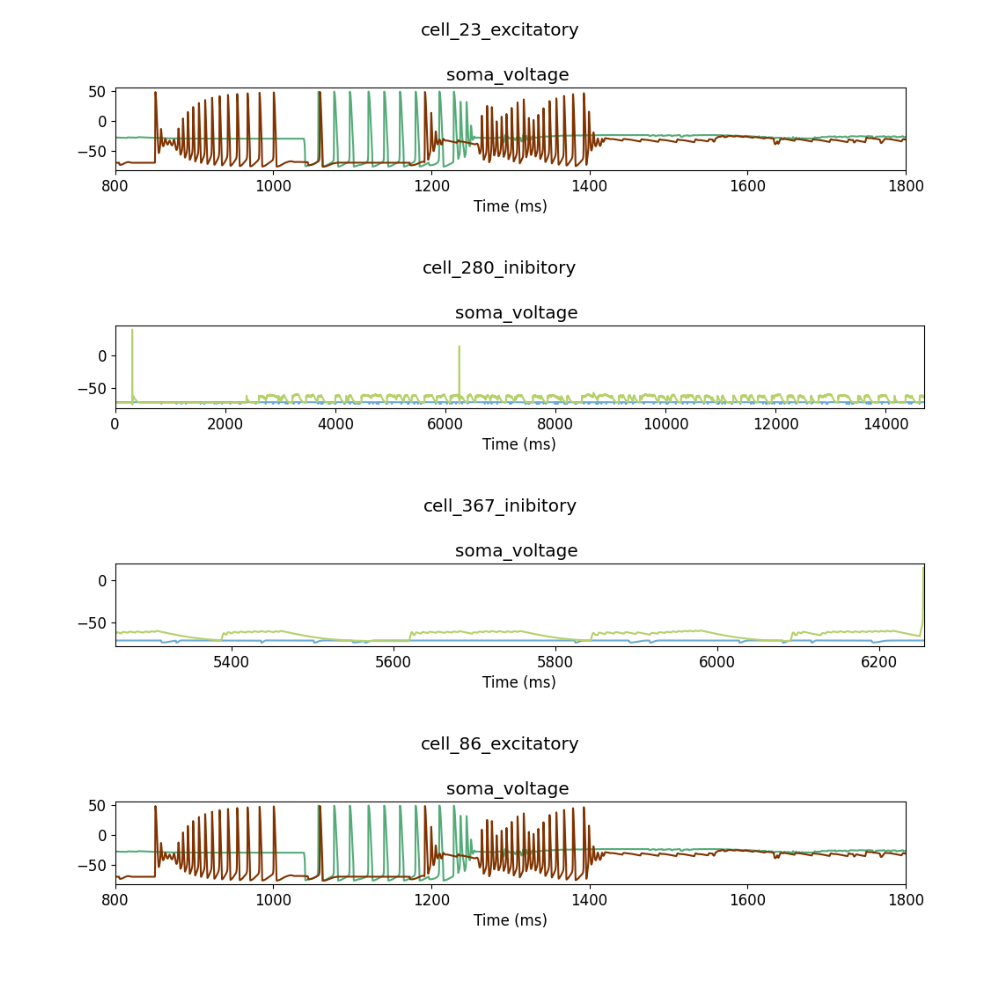 cell_23_excitatory
soma_voltage
50
0
−50
800 1000 1200 1400 1600 1800
Time (ms)
cell_280_inibitory
soma_voltage
0
−50
0 2000 4000 6000 8000 10000 12000 14000
Time (ms)
cell_367_inibitory
soma_voltage
0
−50
5400 5600 5800 6000 6200
Time (ms)
cell_86_excitatory
soma_voltage
50
0
−50
800 1000 1200 1400 1600 1800
Time (ms)